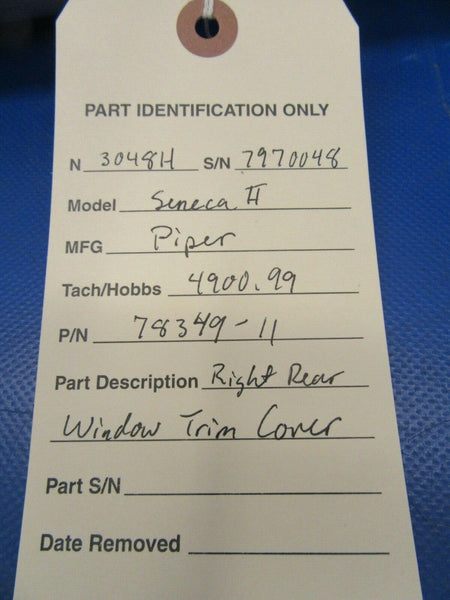 PART IDENTIFICATION ONLY
N 3048H S/N 7970048
Model Seneca II
MFG Piper
Tach/Hobbs 4900.99
P/N 78349-11
Part Description Right Rear
Window Trim Cover
Part S/N
Date Removed